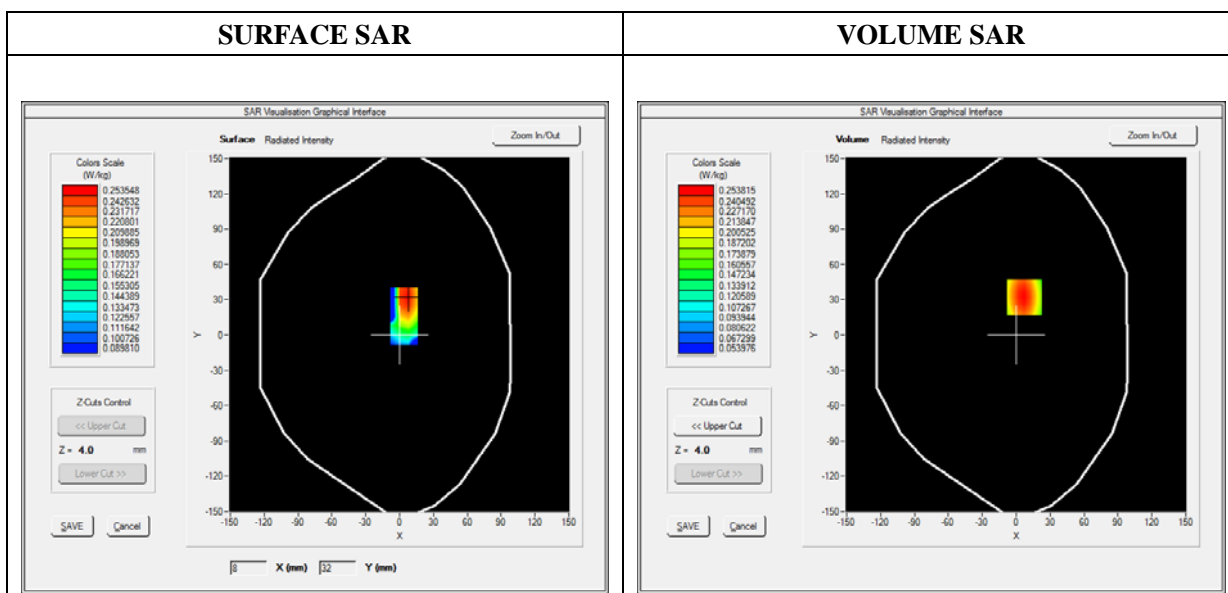 SURFACE SAR
VOLUME SAR
SAR Visualisation Graphical Interface
Surface Radiated Intensity
Zoom In/Out
Colors Scale
(W/kg)
0.253548
0.242632
0.231717
0.220801
0.209885
0.198969
0.188053
0.177137
0.166221
0.155305
0.144389
0.133473
0.122557
0.111642
0.100726
0.089810
150
120
90
60
30
0
-30
-60
-90
-120
-150
Y
-150 -120 -90 -60 -30 0 30 60 90 120 150
X
Z-Cuts Control
<< Upper Cut
Z = 4.0 mm
Lower Cut >>
SAVE Cancel
8 X (mm) 32 Y (mm)
SAR Visualisation Graphical Interface
Volume Radiated Intensity
Zoom In/Out
Colors Scale
(W/kg)
0.253815
0.240492
0.227170
0.213847
0.200525
0.187202
0.173879
0.160557
0.147234
0.133912
0.120589
0.107267
0.093944
0.080622
0.067299
0.053976
150
120
90
60
30
0
-30
-60
-90
-120
-150
Y
-150 -120 -90 -60 -30 0 30 60 90 120 150
X
Z-Cuts Control
<< Upper Cut
Z = 4.0 mm
Lower Cut >>
SAVE Cancel